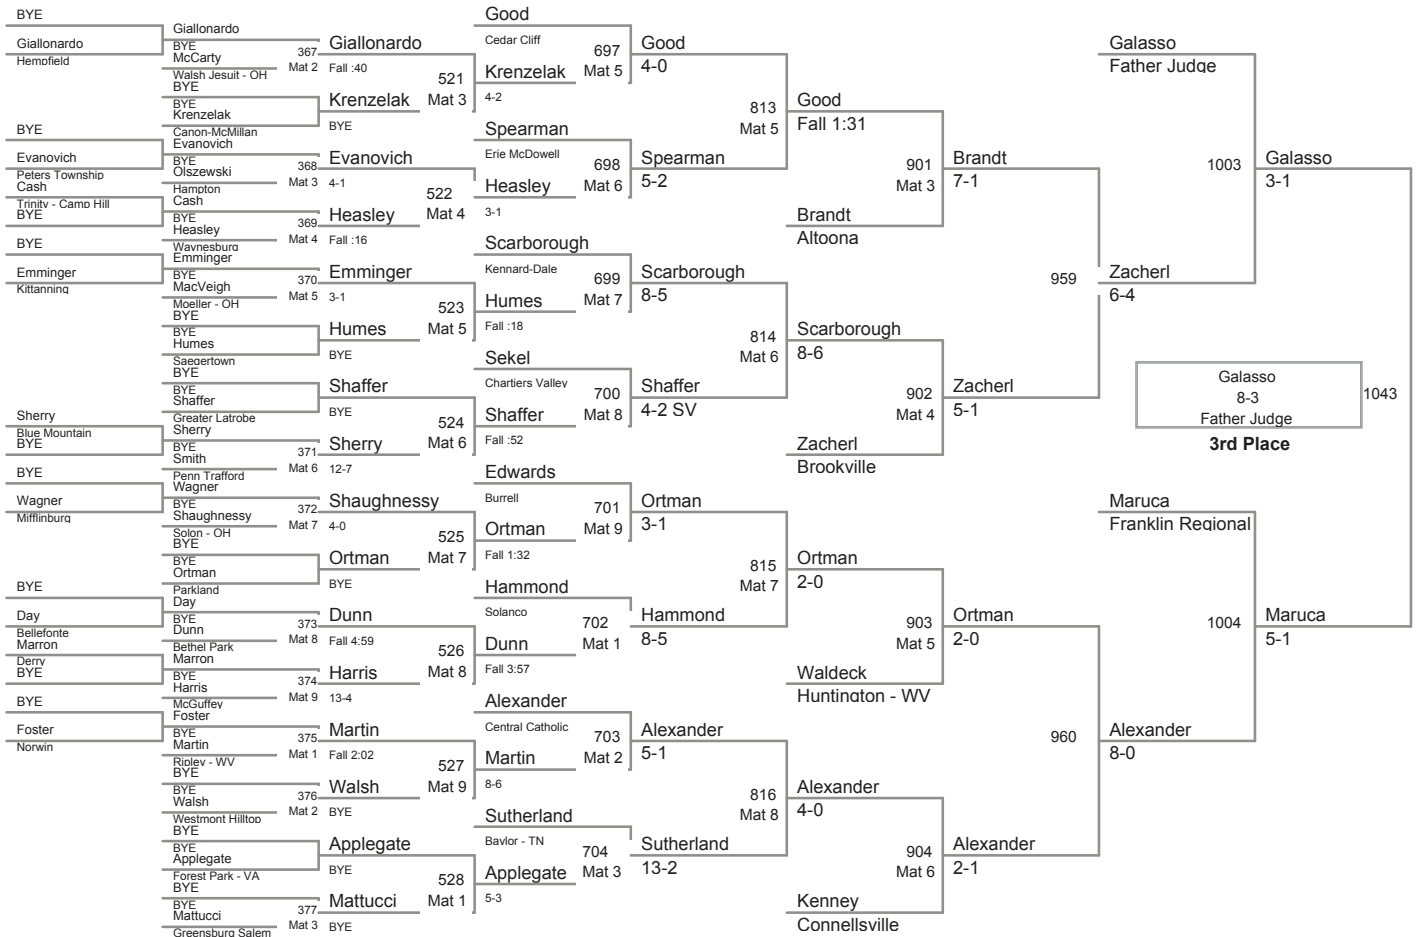 BYE
Giallonardo
Hempfield
BYE
Evanovich
Peters Township
Cash
Trinity - Camp Hill
BYE
BYE
Emminger
Kittanning
Sherry
Blue Mountain
BYE
BYE
Wagner
Mifflinburg
BYE
Day
Bellefonte
Marron
Derry
BYE
BYE
Foster
Norwin
Giallonardo
BYE
McCarty
367
Mat 2
Walsh Jesuit - OH
BYE
BYE
Krenzelak
Canon-McMillan
Evanovich
BYE
Olszewski
368
Mat 3
Hampton
Cash
BYE
Heasley
369
Mat 4
Waynesburg
Emminger
BYE
MacVeigh
370
Mat 5
Moeller - OH
BYE
BYE
Humes
Saegertown
BYE
BYE
Shaffer
Greater Latrobe
Sherry
BYE
Smith
371
Mat 6
Penn Trafford
Wagner
BYE
Shaughnessy
372
Mat 7
Solon - OH
BYE
BYE
Ortman
Parkland
Day
BYE
Dunn
373
Mat 8
Bethel Park
Marron
BYE
Harris
374
Mat 9
McGuffey
Foster
BYE
Martin
375
Mat 1
Ripley - WV
BYE
BYE
Walsh
376
Mat 2
Westmont Hilltop
BYE
BYE
Applegate
Forest Park - VA
BYE
BYE
Mattucci
377
Mat 3
Greensburg Salem
Giallonardo
Fall :40
521
Mat 3
Krenzelak
BYE
Evanovich
4-1
522
Mat 4
Heasley
Fall :16
Emminger
3-1
523
Mat 5
Humes
BYE
Shaffer
BYE
524
Mat 6
Sherry
12-7
Shaughnessy
4-0
525
Mat 7
Ortman
BYE
Dunn
Fall 4:59
526
Mat 8
Harris
13-4
Martin
Fall 2:02
527
Mat 9
Walsh
BYE
Applegate
BYE
528
Mat 1
Mattucci
BYE
Good
Cedar Cliff
697
Mat 5
Krenzelak
4-2
Spearman
Erie McDowell
698
Mat 6
Heasley
3-1
Scarborough
Kennard-Dale
699
Mat 7
Humes
Fall :18
Sekel
Chartiers Valley
700
Mat 8
Shaffer
Fall :52
Edwards
Burrell
701
Mat 9
Ortman
Fall 1:32
Hammond
Solanco
702
Mat 1
Dunn
Fall 3:57
Alexander
Central Catholic
703
Mat 2
Martin
8-6
Sutherland
Baylor - TN
704
Mat 3
Applegate
5-3
Good
4-0
813
Mat 5
Spearman
5-2
Scarborough
8-5
814
Mat 6
Shaffer
4-2 SV
Ortman
3-1
815
Mat 7
Hammond
8-5
Alexander
5-1
816
Mat 8
Sutherland
13-2
Good
Fall 1:31
901
Mat 3
Brandt
Altoona
Scarborough
8-6
902
Mat 4
Zacherl
Brookville
Ortman
2-0
903
Mat 5
Waldeck
Huntington - WV
Alexander
4-0
904
Mat 6
Kenney
Connellsville
Brandt
7-1
959
Zacherl
5-1
Ortman
2-0
960
Alexander
2-1
Galasso
Father Judge
1003
Zacherl
6-4
Maruca
Franklin Regional
1004
Alexander
8-0
Galasso
3-1
Galasso
8-3
Father Judge
1043
3rd Place
Maruca
5-1